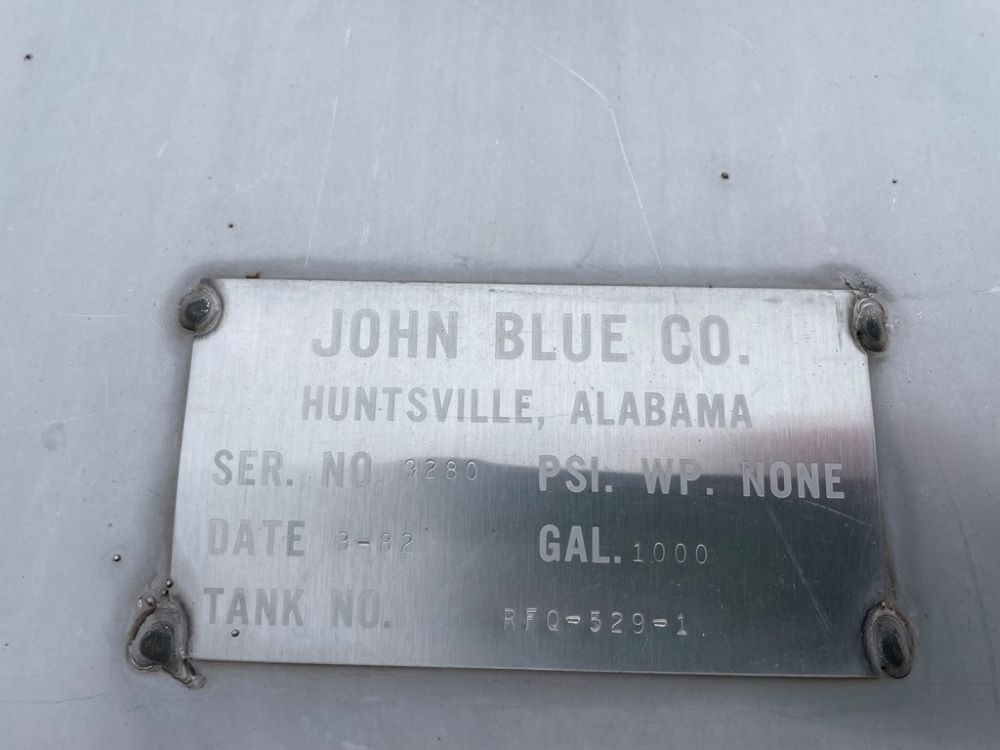 JOHN BLUE CO.
HUNTSVILLE, ALABAMA
SER. NO. 9280 PSI. WP. NONE
DATE 3-82 GAL. 1000
TANK NO. RFQ-529-1